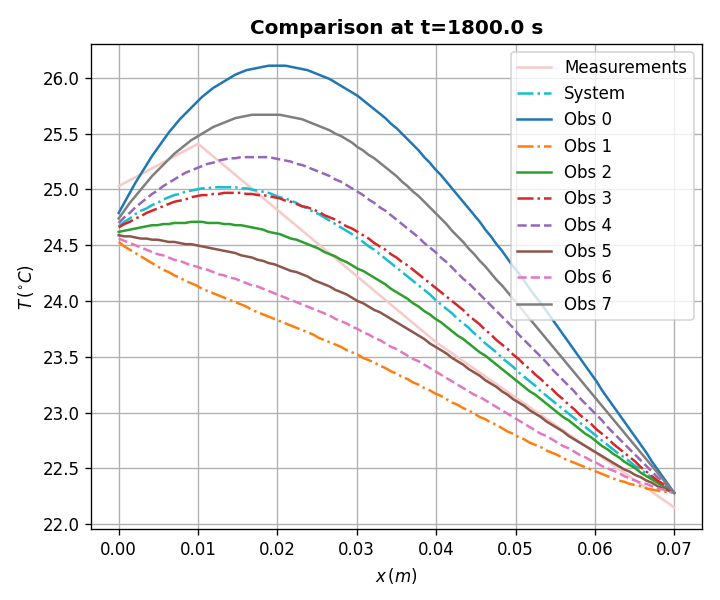 Comparison at t=1800.0 s
T (°C)
26.0
25.5
25.0
24.5
24.0
23.5
23.0
22.5
22.0
Measurements
System
Obs 0
Obs 1
Obs 2
Obs 3
Obs 4
Obs 5
Obs 6
Obs 7
0.00 0.01 0.02 0.03 0.04 0.05 0.06 0.07
x (m)